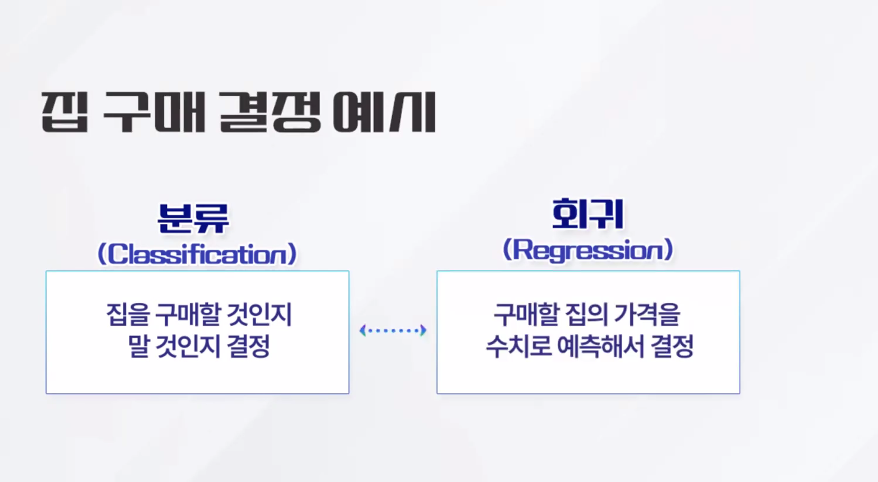 집 구매 결정 예시
분류
(Classification)
집을 구매할 것인지
말 것인지 결정
회귀
(Regression)
구매할 집의 가격을
수치로 예측해서 결정